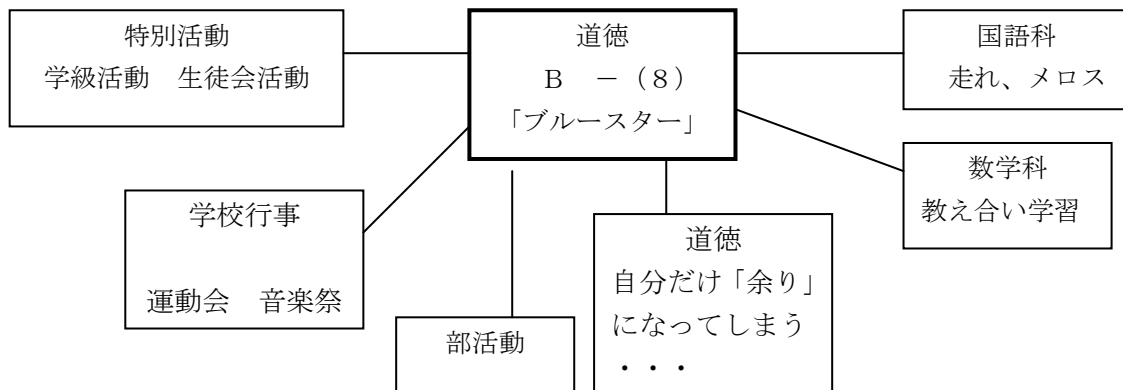 特別活動
学級活動　生徒会活動
道徳
B　－（8）
「ブルースター」
国語科
走れ、メロス
数学科
教え合い学習
学校行事
運動会　音楽祭
部活動
道徳
自分だけ「余り」
になってしまう
・・・